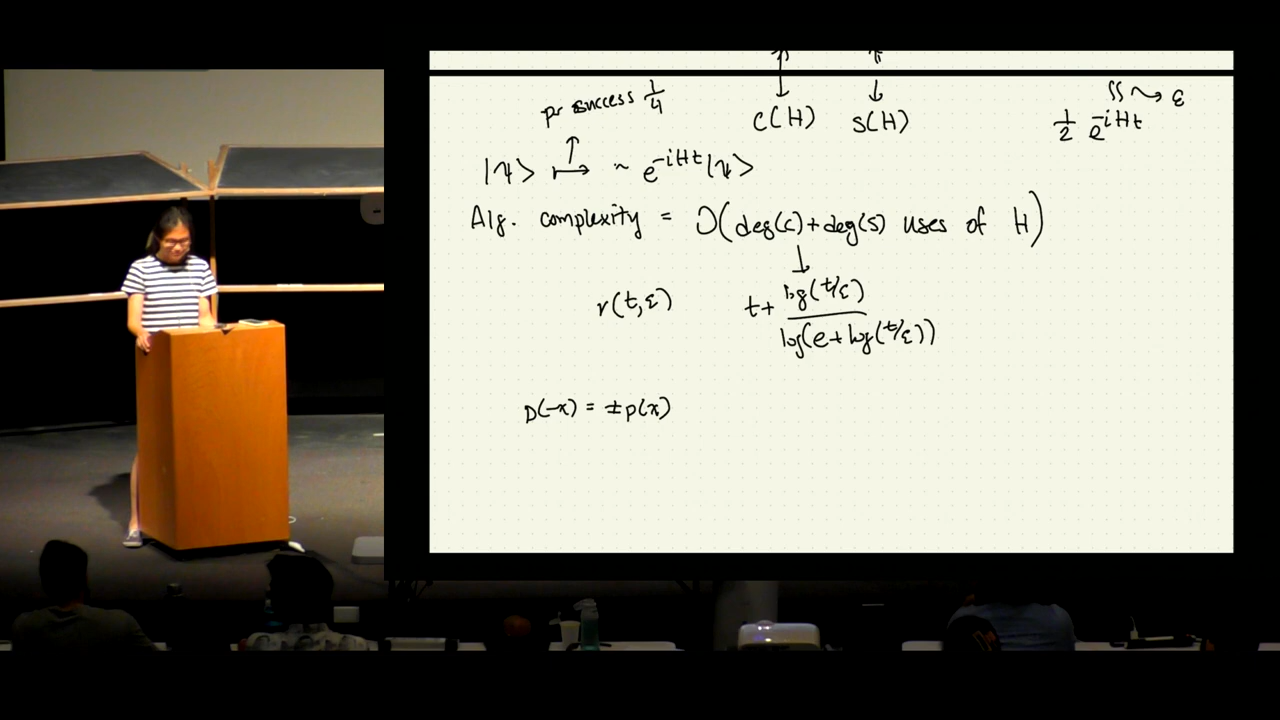 pr success 1/4
C(H) S(H)
∫∫ ⇝ ε
1/2 e^{-iHt}
|ψ> ↦ ~ e^{-iHt}|ψ>
Alg. complexity = O(deg(c)+deg(s) uses of H)
r(t,ε) t+ log(t/ε) / log(e+log(t/ε))
p(-x) = ±p(x)